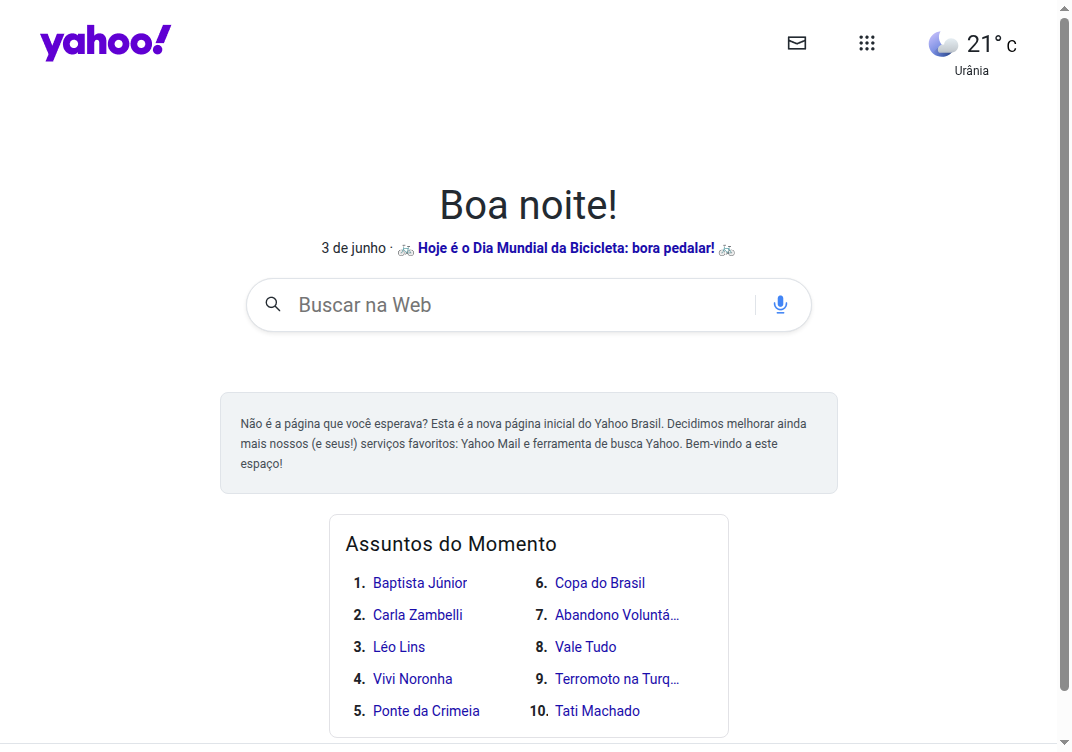 yahoo!
21° C
Urânia
Boa noite!
3 de junho · Hoje é o Dia Mundial da Bicicleta: bora pedalar!
Buscar na Web
Não é a página que você esperava? Esta é a nova página inicial do Yahoo Brasil. Decidimos melhorar ainda
mais nossos (e seus!) serviços favoritos: Yahoo Mail e ferramenta de busca Yahoo. Bem-vindo a este
espaço!
Assuntos do Momento
1. Baptista Júnior
2. Carla Zambelli
3. Léo Lins
4. Vivi Noronha
5. Ponte da Crimeia
6. Copa do Brasil
7. Abandono Voluntá...
8. Vale Tudo
9. Terromoto na Turq...
10. Tati Machado